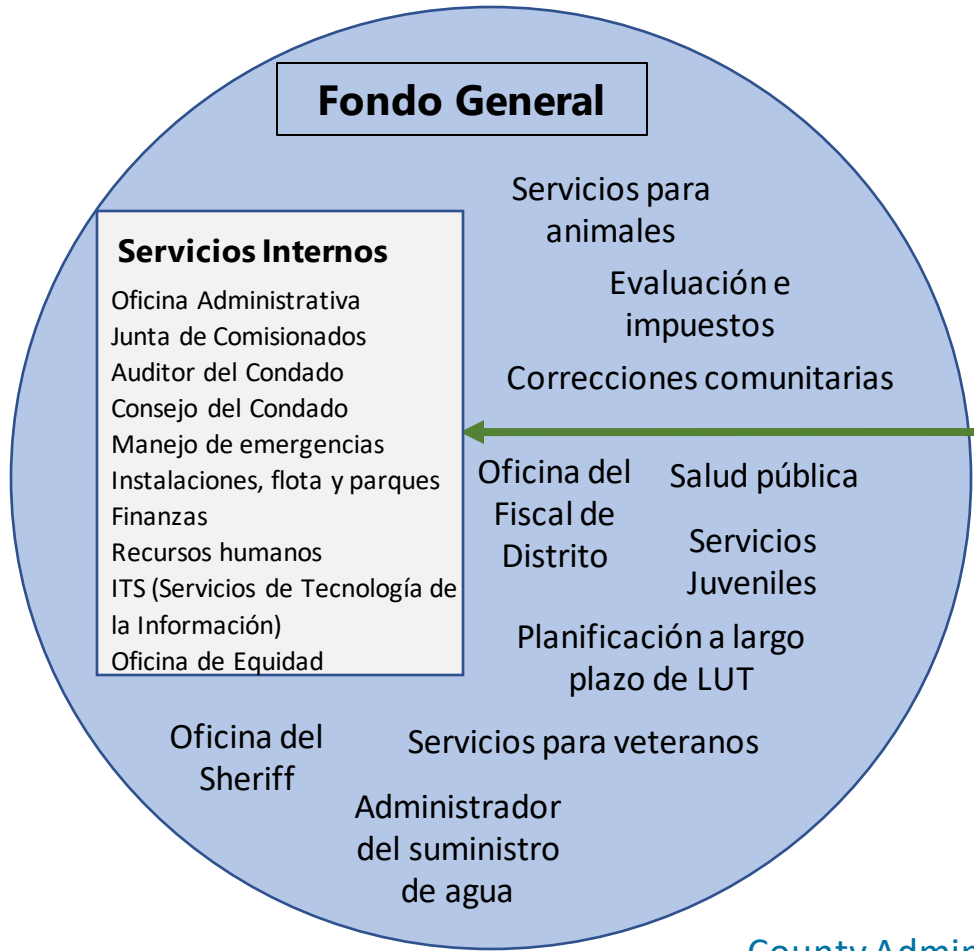 Fondo General
Servicios para
animales
Evaluación e
impuestos
Correcciones comunitarias
Servicios Internos
Oficina Administrativa
Junta de Comisionados
Auditor del Condado
Consejo del Condado
Manejo de emergencias
Instalaciones, flota y parques
Finanzas
Recursos humanos
ITS (Servicios de Tecnología de
la Información)
Oficina de Equidad
Oficina del
Fiscal de
Distrito
Salud pública
Servicios
Juveniles
Planificación a largo
plazo de LUT
Oficina del
Sheriff
Servicios para veteranos
Administrador
del suministro
de agua
County Admin